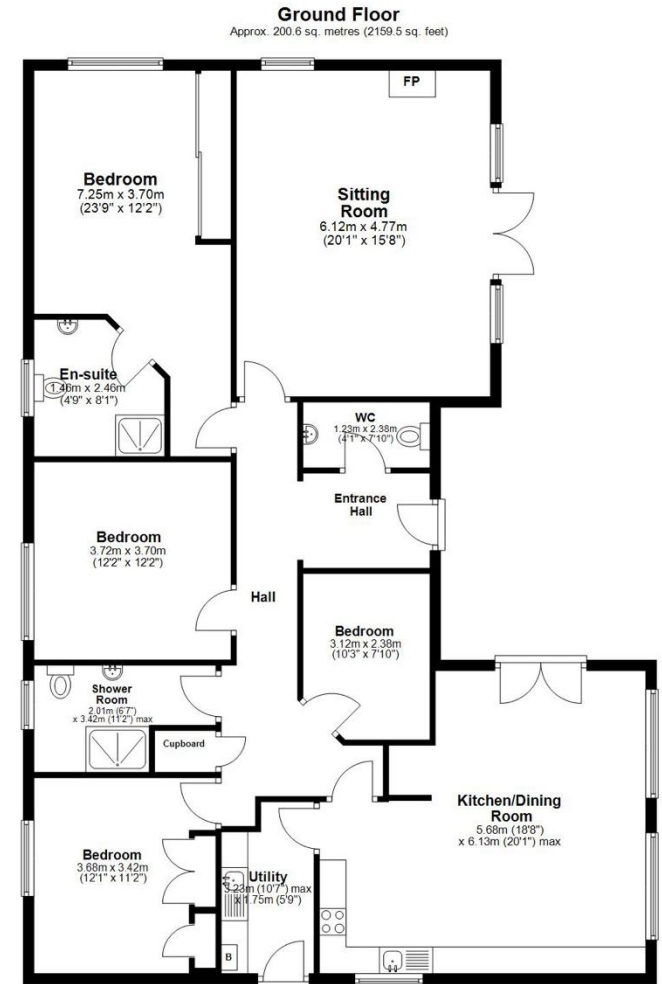 Ground Floor
Approx. 200.6 sq. metres (2159.5 sq. feet)
FP
Bedroom
7.25m x 3.70m
(23'9" x 12'2")
Sitting
Room
6.12m x 4.77m
(20'1" x 15'8")
En-suite
1.46m x 2.46m
(4'9" x 8'1")
WC
1.23m x 2.38m
(4'1" x 7'10")
Entrance
Hall
Bedroom
3.72m x 3.70m
(12'2" x 12'2")
Hall
Bedroom
3.12m x 2.38m
(10'3" x 7'10")
Shower
Room
2.01m (6'7")
x 3.42m (11'2") max
Cupboard
Kitchen/Dining
Room
5.68m (18'8")
x 6.13m (20'1") max
Bedroom
3.68m x 3.42m
(12'1" x 11'2")
Utility
3.23m (10'7") max
x 1.75m (5'9")
B